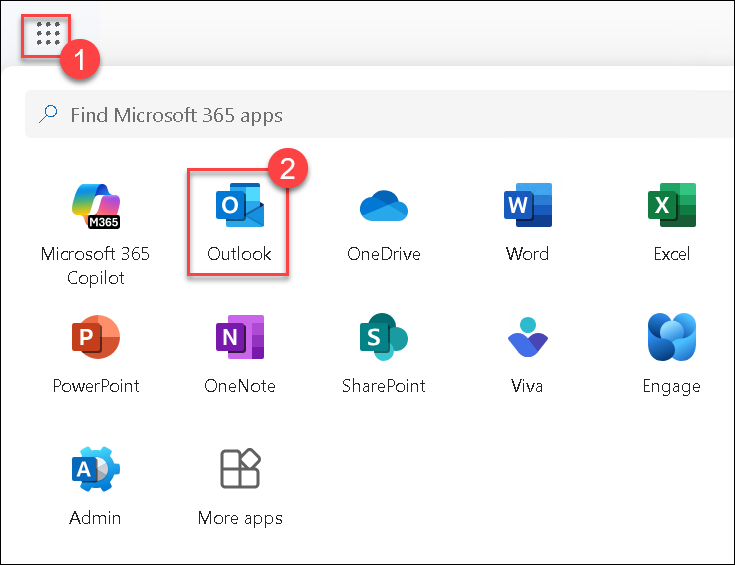 1
Find Microsoft 365 apps
2
M365
O
W
X
Microsoft 365
Copilot
Outlook
OneDrive
Word
Excel
P
N
S
PowerPoint
OneNote
SharePoint
Viva
Engage
A
Admin
More apps